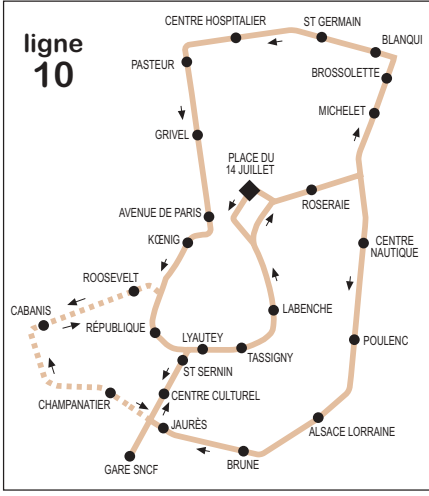 ligne
10
CENTRE HOSPITALIER
ST GERMAIN
BLANQUI
PASTEUR
BROSSOLETTE
MICHELET
GRIVEL
PLACE DU
14 JUILLET
ROSERAIE
AVENUE DE PARIS
KŒNIG
CENTRE
NAUTIQUE
ROOSEVELT
CABANIS
RÉPUBLIQUE
LABENCHE
LYAUTEY
TASSIGNY
POULENC
ST SERNIN
CENTRE CULTUREL
CHAMPANATIER
JAURÈS
ALSACE LORRAINE
GARE SNCF
BRUNE